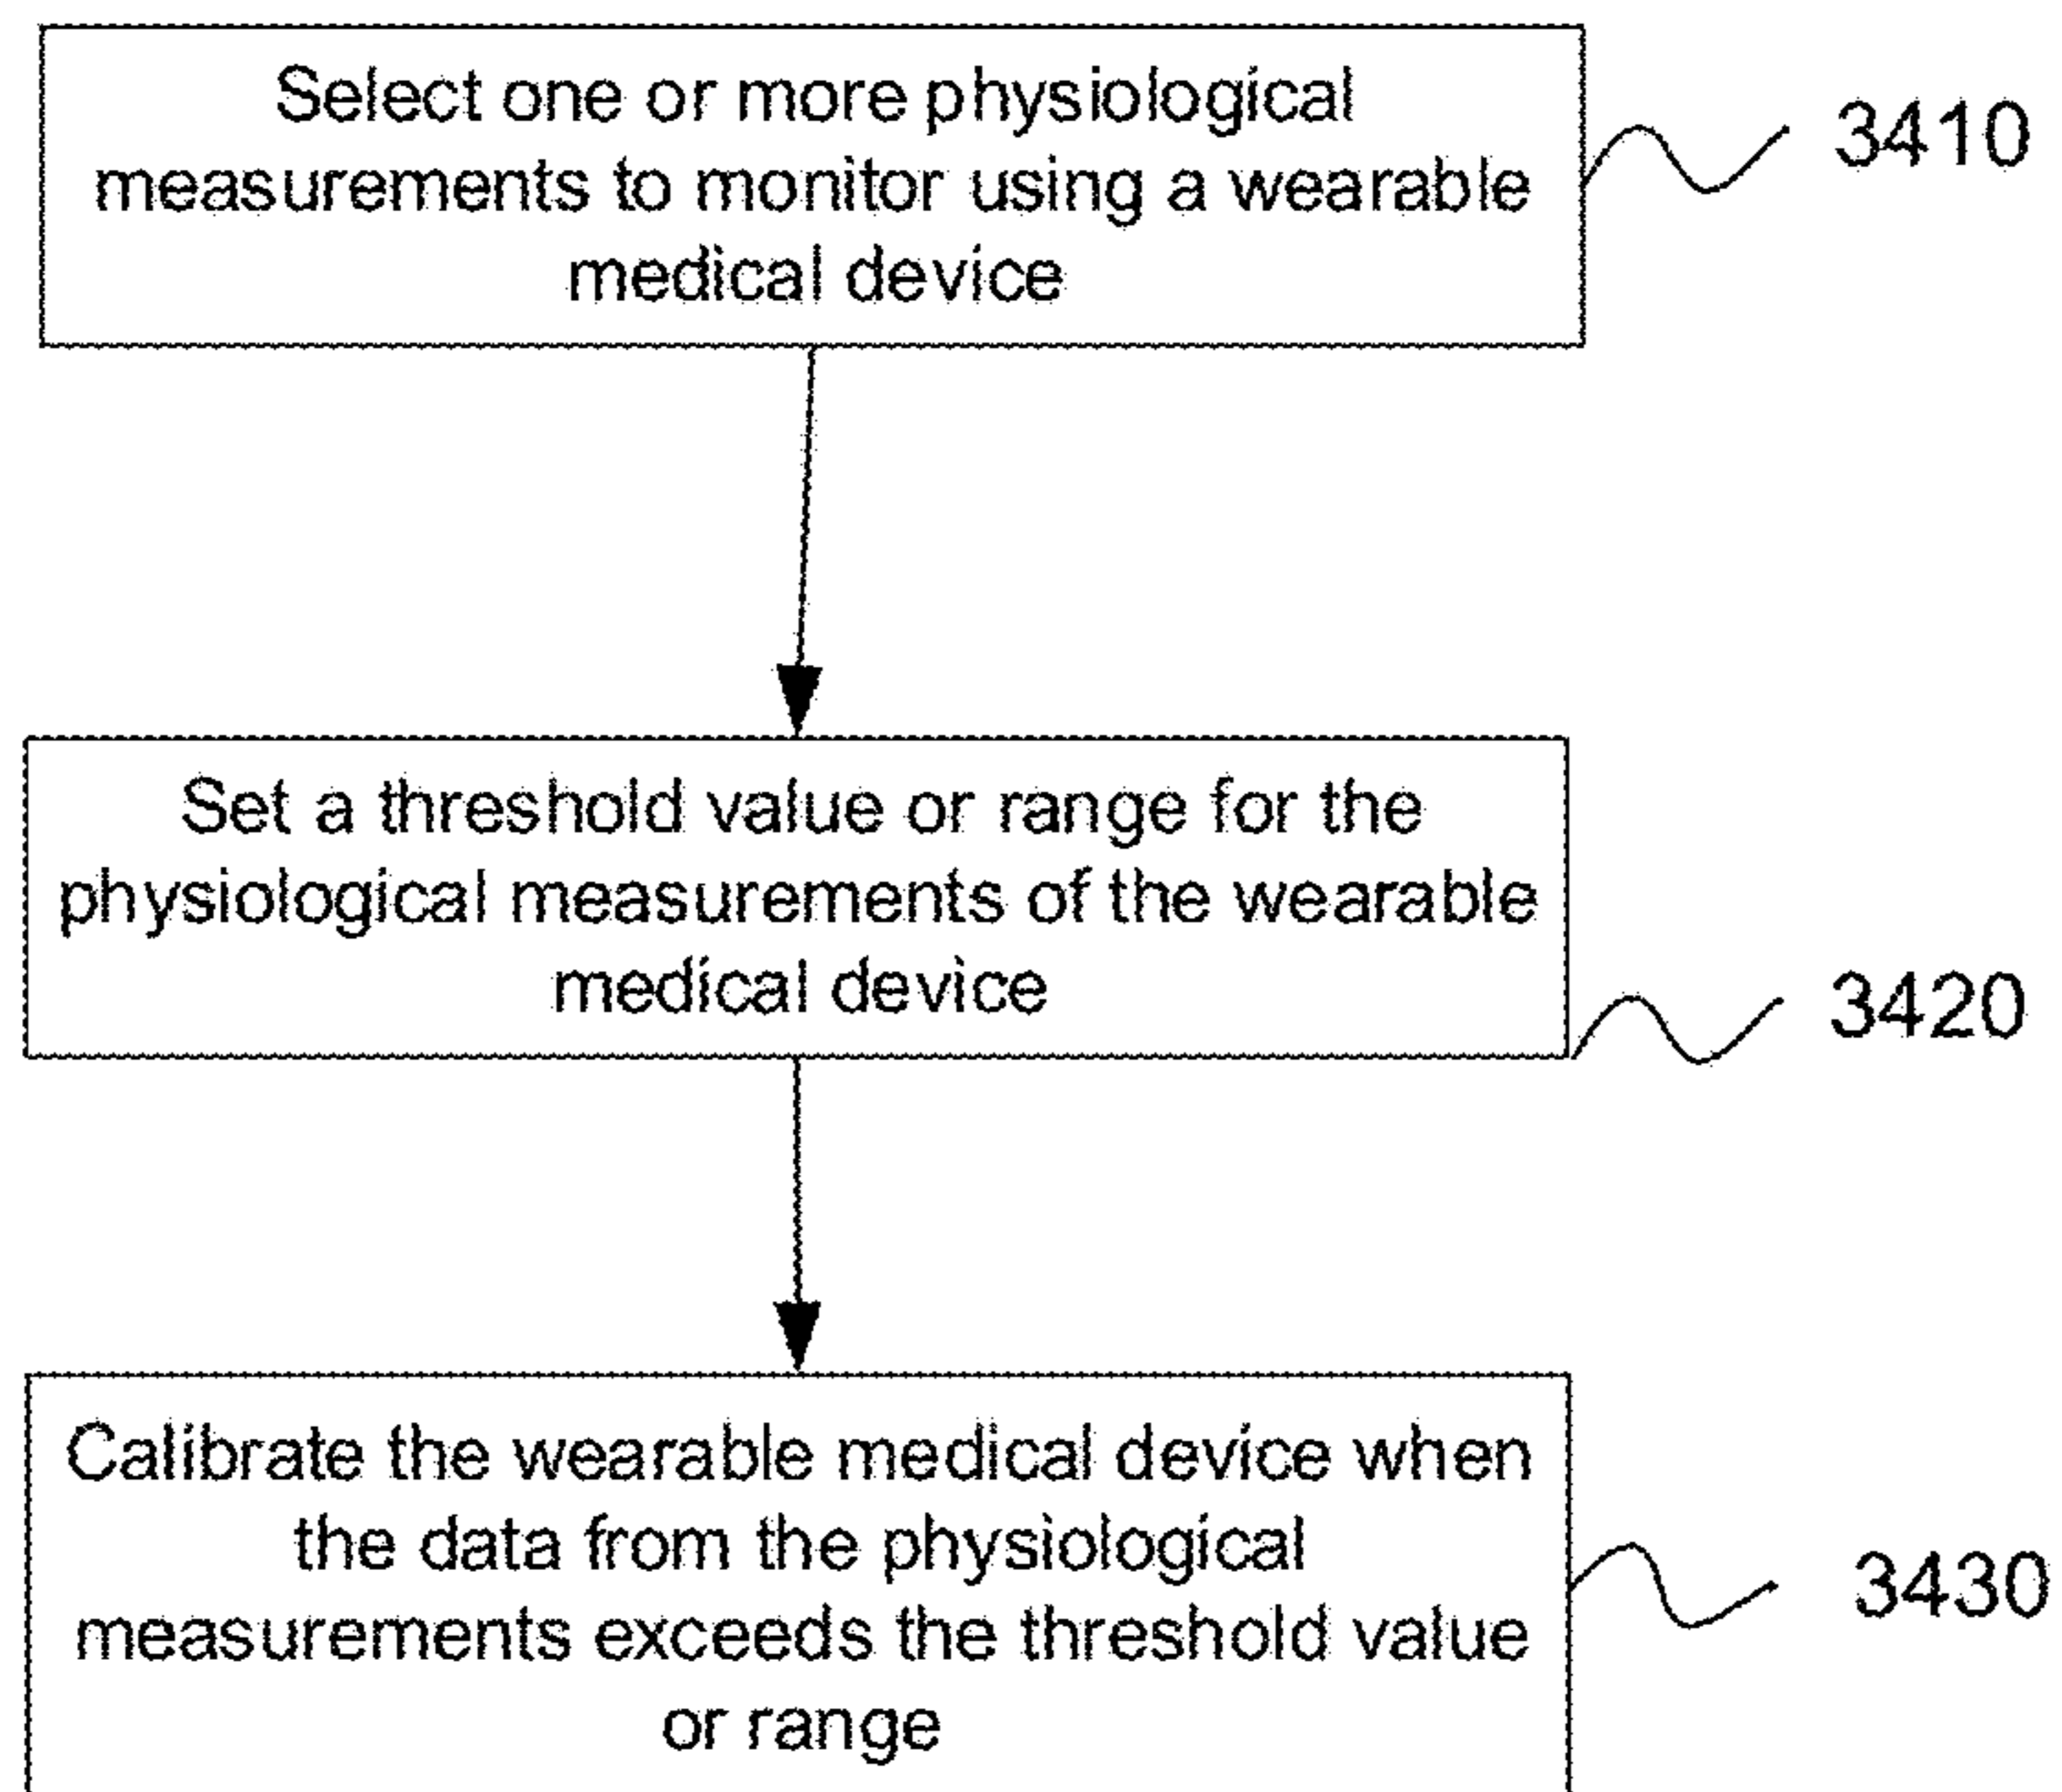 Select one or more physiological
measurements to monitor using a wearable
medical device
3410
Set a threshold value or range for the
physiological measurements of the wearable
medical device
3420
Calibrate the wearable medical device when
the data from the physiological
measurements exceeds the threshold value
or range
3430